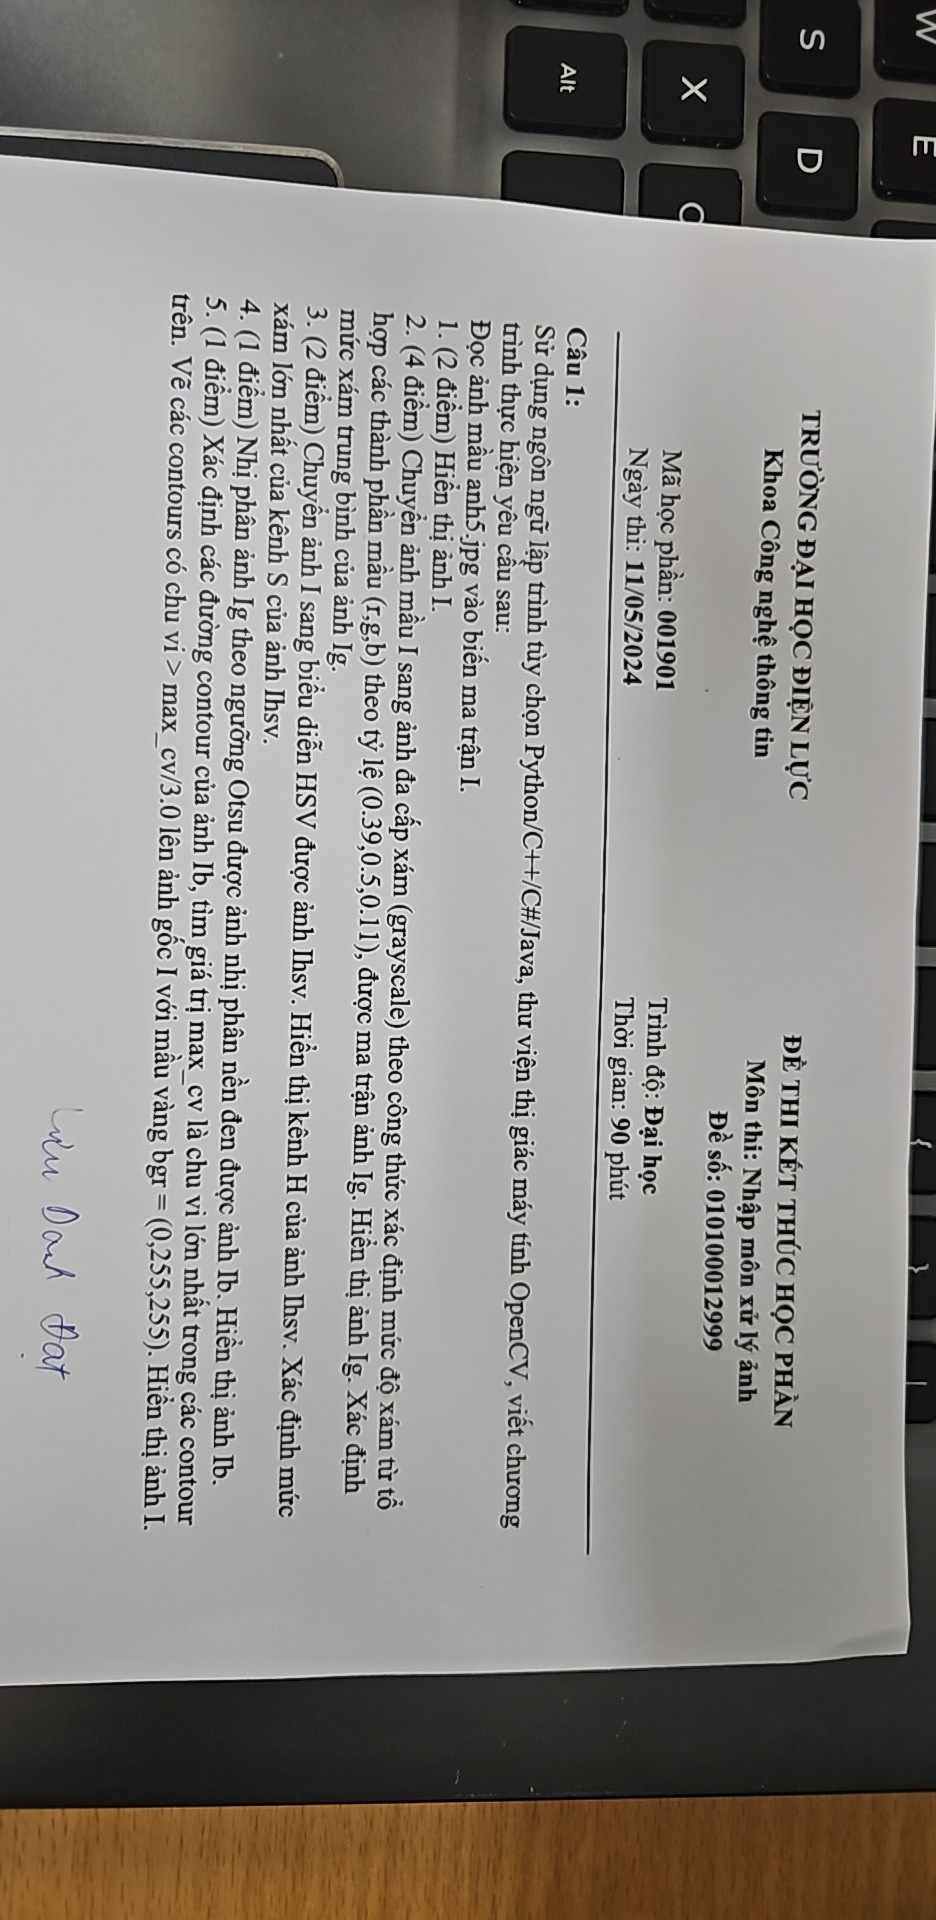 TRƯỜNG ĐẠI HỌC ĐIỆN LỰC
Khoa Công nghệ thông tin
ĐỀ THI KẾT THÚC HỌC PHẦN
Môn thi: Nhập môn xử lý ảnh
Đề số: 010100012999
Mã học phần: 001901
Trình độ: Đại học
Ngày thi: 11/05/2024
Thời gian: 90 phút
Câu 1:
Sử dụng ngôn ngữ lập trình tùy chọn Python/C++/C#/Java, thư viện thị giác máy tính OpenCV, viết chương
trình thực hiện yêu cầu sau:
Đọc ảnh mầu anh5.jpg vào biến ma trận I.
1. (2 điểm) Hiển thị ảnh I.
2. (4 điểm) Chuyển ảnh mầu I sang ảnh đa cấp xám (grayscale) theo công thức xác định mức độ xám từ tổ
hợp các thành phần mầu (r,g,b) theo tỷ lệ (0.39,0.5,0.11), được ma trận ảnh Ig. Hiển thị ảnh Ig. Xác định
mức xám trung bình của ảnh Ig.
3. (2 điểm) Chuyển ảnh I sang biểu diễn HSV được ảnh Ihsv. Hiển thị kênh H của ảnh Ihsv. Xác định mức
xám lớn nhất của kênh S của ảnh Ihsv.
4. (1 điểm) Nhị phân ảnh Ig theo ngưỡng Otsu được ảnh nhị phân nền đen được ảnh Ib. Hiển thị ảnh Ib.
5. (1 điểm) Xác định các đường contour của ảnh Ib, tìm giá trị max_cv là chu vi lớn nhất trong các contour
trên. Vẽ các contours có chu vi > max_cv/3.0 lên ảnh gốc I với mầu vàng bgr = (0,255,255). Hiển thị ảnh I.
Lưu Danh Đạt
W
E
S
D
X
C
Alt
{
}